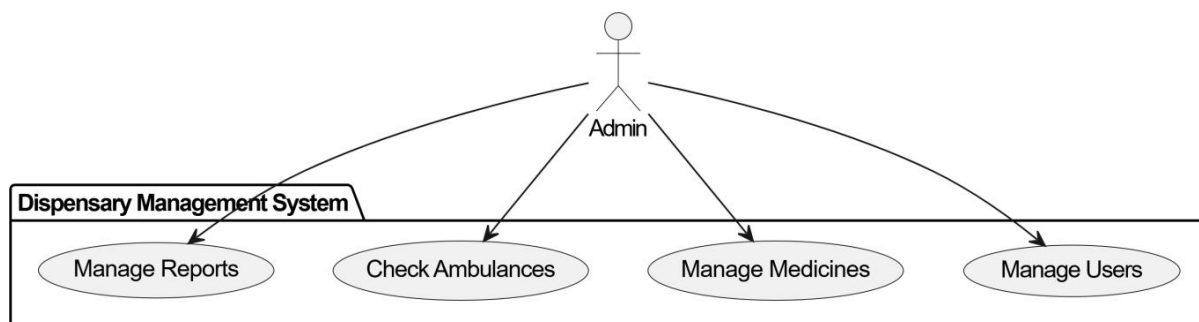 Admin
Dispensary Management System
Manage Reports
Check Ambulances
Manage Medicines
Manage Users